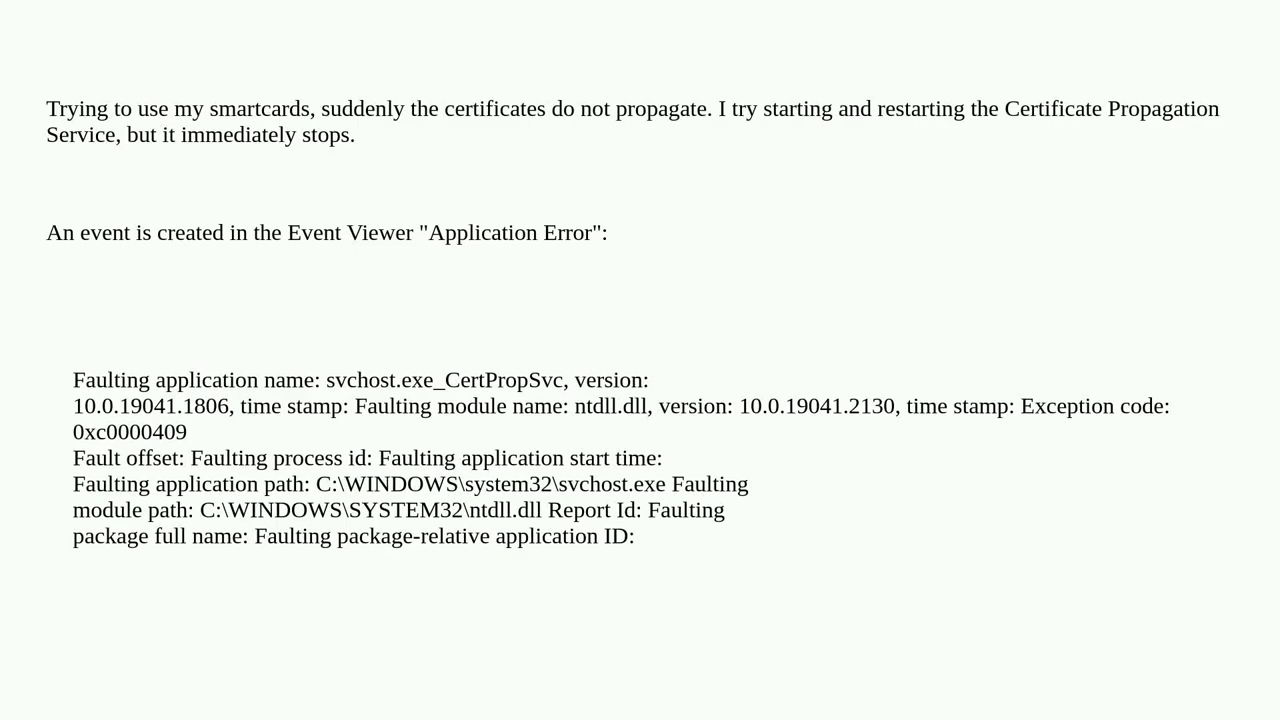 Trying to use my smartcards, suddenly the certificates do not propagate. I try starting and restarting the Certificate Propagation
Service, but it immediately stops.
An event is created in the Event Viewer "Application Error":
Faulting application name: svchost.exe_CertPropSvc, version:
10.0.19041.1806, time stamp: Faulting module name: ntdll.dll, version: 10.0.19041.2130, time stamp: Exception code:
0xc0000409
Fault offset: Faulting process id: Faulting application start time:
Faulting application path: C:\WINDOWS\system32\svchost.exe Faulting
module path: C:\WINDOWS\SYSTEM32\ntdll.dll Report Id: Faulting
package full name: Faulting package-relative application ID: